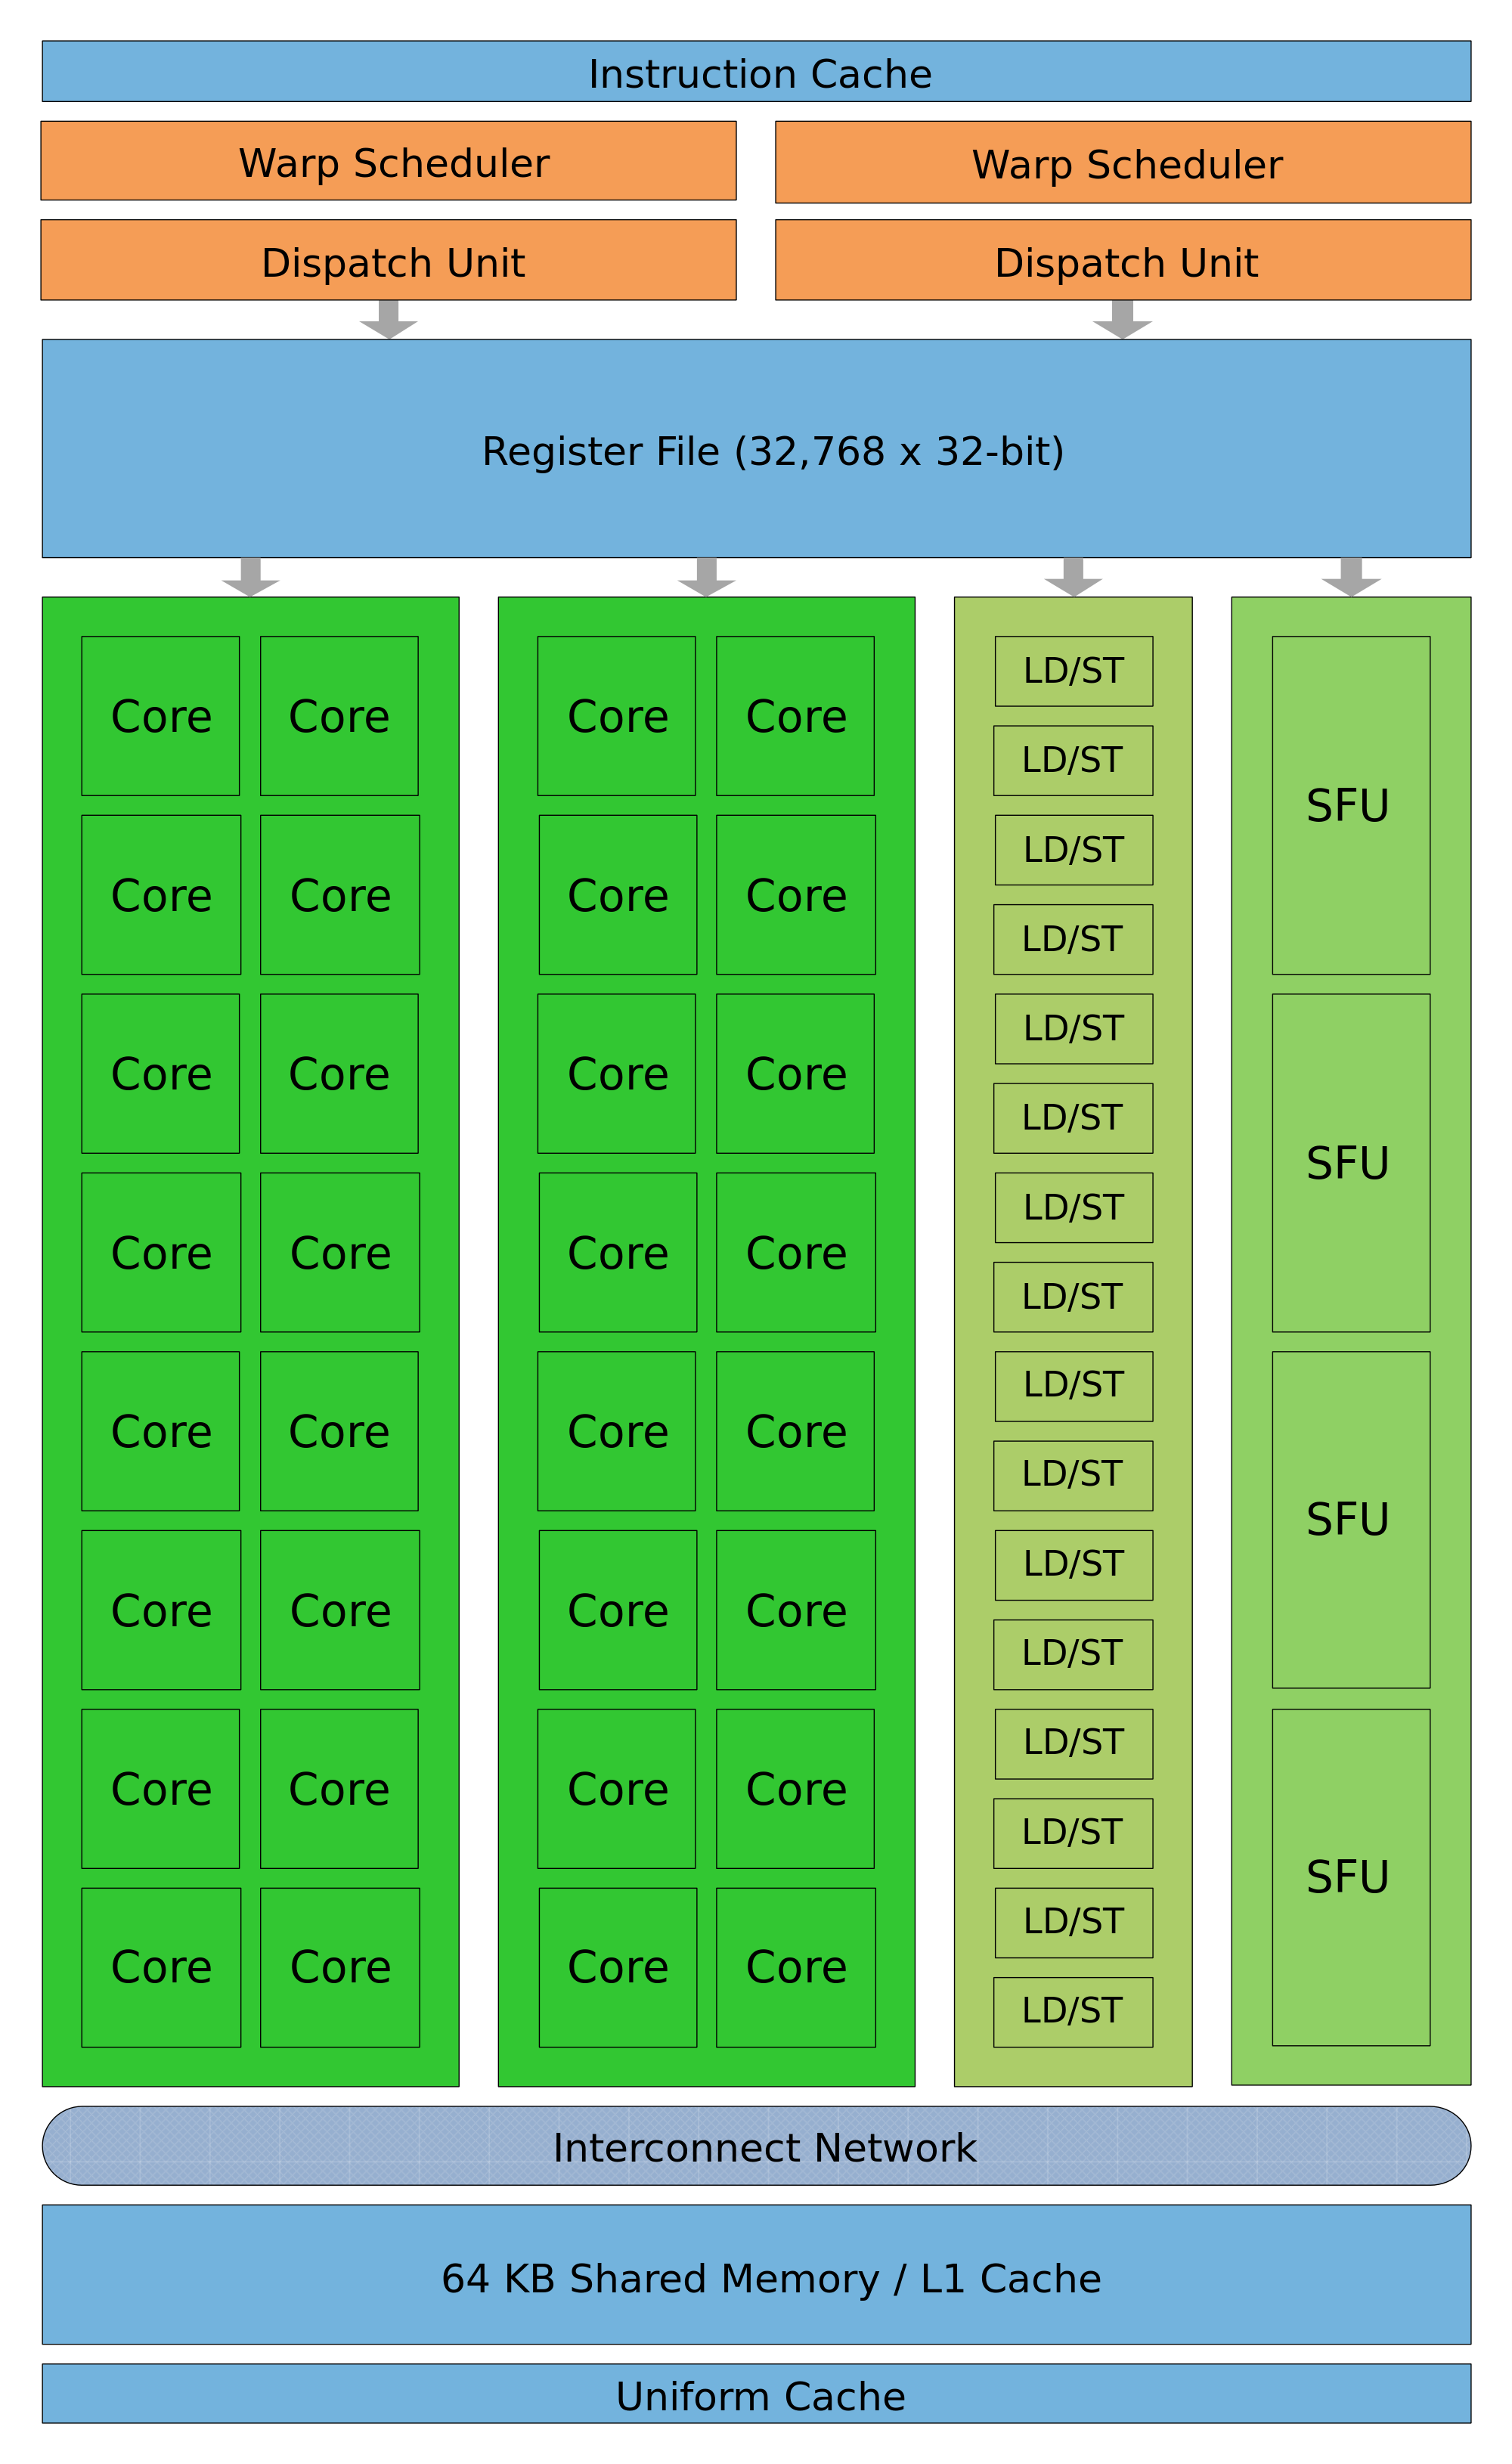 Instruction Cache
Warp Scheduler Warp Scheduler
Dispatch Unit Dispatch Unit
Register File (32,768 x 32-bit)
Core Core Core Core LD/ST SFU
LD/ST
Core Core Core Core LD/ST
LD/ST
Core Core Core Core LD/ST SFU
LD/ST
Core Core Core Core LD/ST
LD/ST
Core Core Core Core LD/ST SFU
LD/ST
Core Core Core Core LD/ST
LD/ST
Core Core Core Core LD/ST SFU
LD/ST
Core Core Core Core LD/ST
LD/ST
Interconnect Network
64 KB Shared Memory / L1 Cache
Uniform Cache